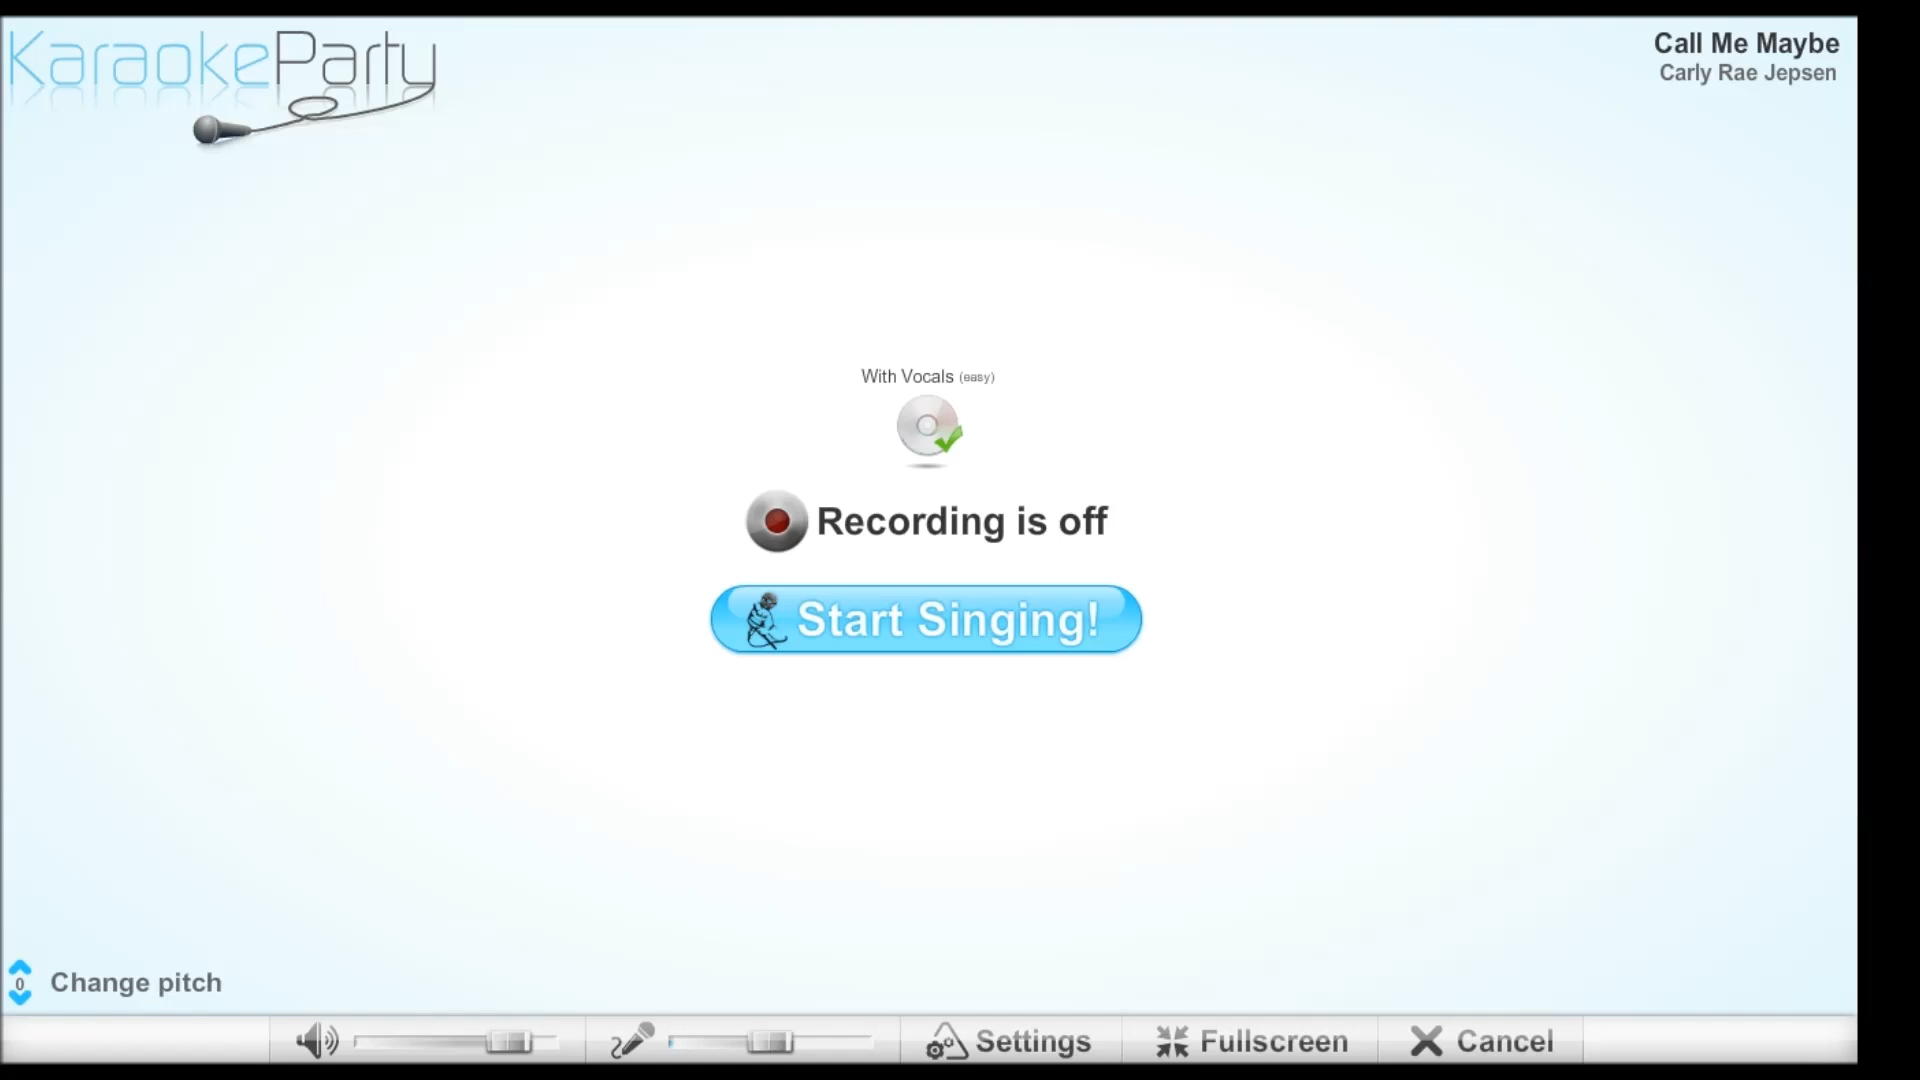 KaraokeParty
Call Me Maybe
Carly Rae Jepsen
With Vocals (easy)
Recording is off
Start Singing!
0 Change pitch
Settings
Fullscreen
Cancel